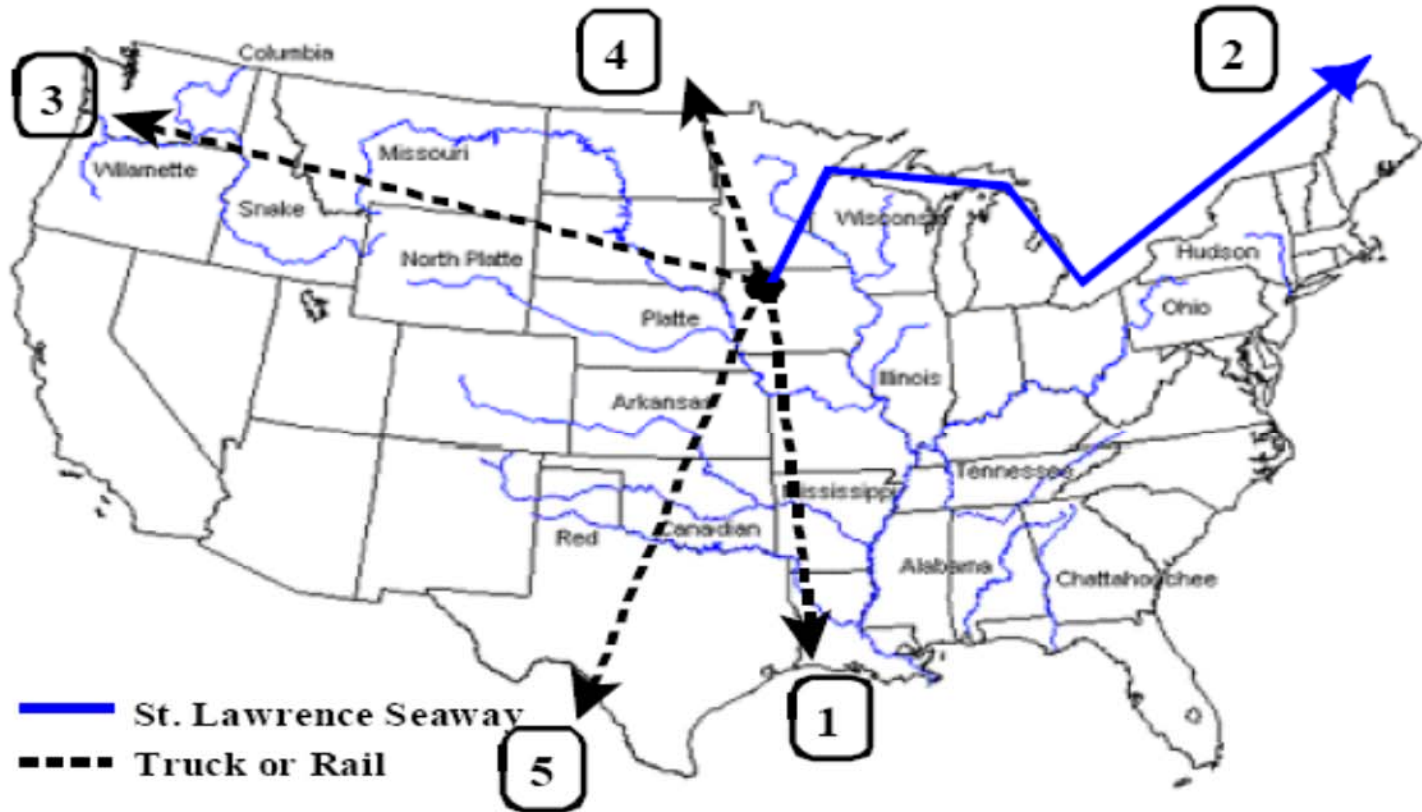 4
2
Columbia
3
Missouri
Willamette
Snake
Wisconsin
North Platte
Hudson
Platte
Ohio
Illinois
Arkansas
Tennessee
Mississippi
Red
Canadian
Alabama
Chattahoochee
St. Lawrence Seaway
1
Truck or Rail
5